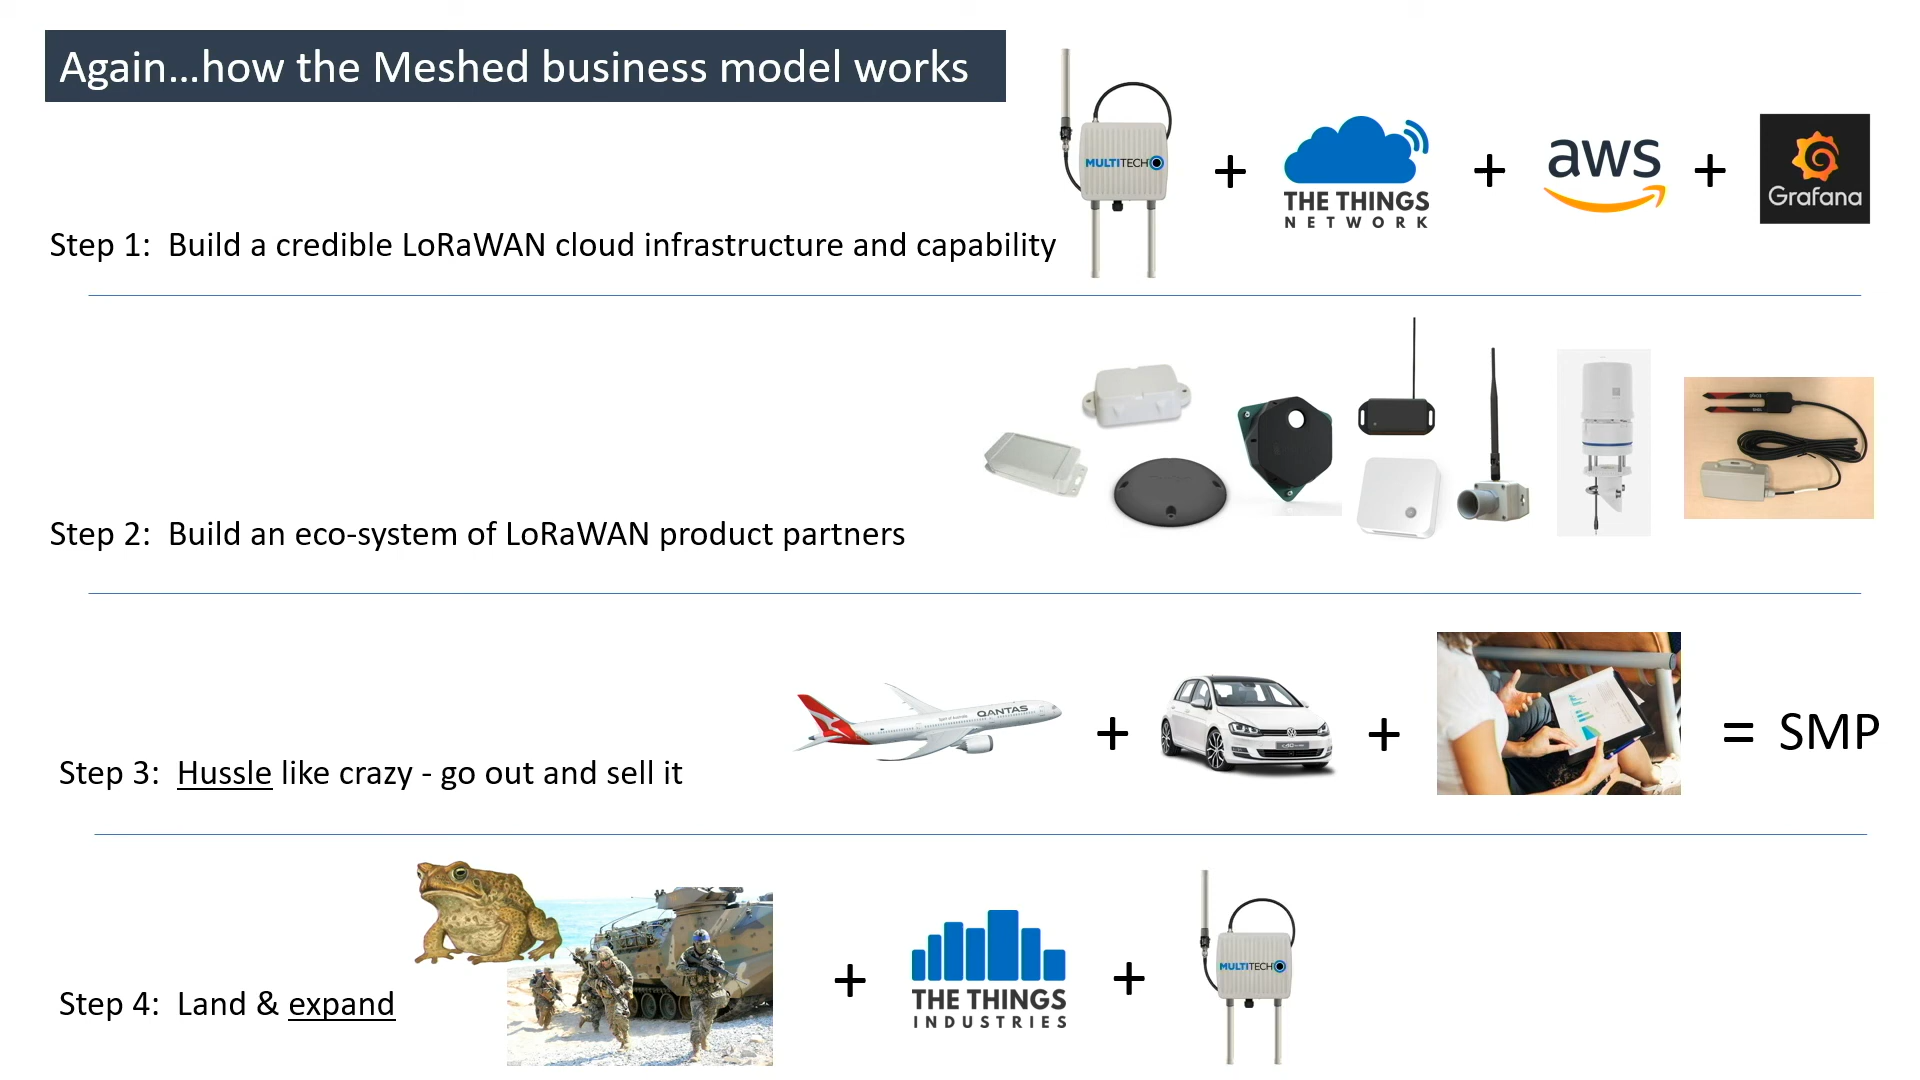 Again...how the Meshed business model works
MULTITECH
+
THE THINGS
NETWORK
+
aws
+
Grafana
Step 1: Build a credible LoRaWAN cloud infrastructure and capability
Step 2: Build an eco-system of LoRaWAN product partners
QANTAS
+
+
= SMP
Step 3: Hussle like crazy - go out and sell it
+
THE THINGS
INDUSTRIES
+
MULTITECH
Step 4: Land & expand